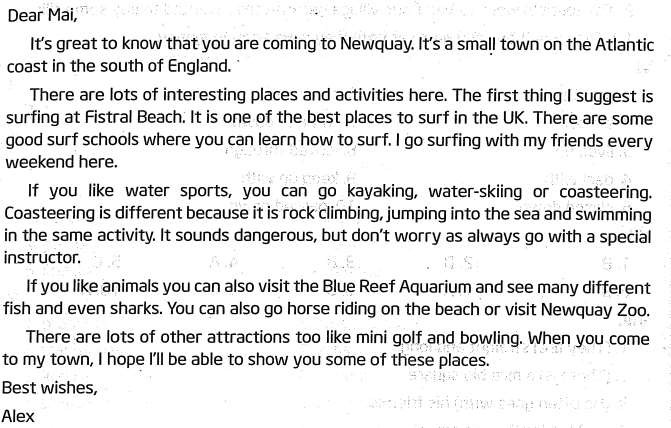 Dear Mai,
It's great to know that you are coming to Newquay. It's a small town on the Atlantic
coast in the south of England.
There are lots of interesting places and activities here. The first thing I suggest is
surfing at Fistral Beach. It is one of the best places to surf in the UK. There are some
good surf schools where you can learn how to surf. I go surfing with my friends every
weekend here.
If you like water sports, you can go kayaking, water-skiing or coasteering.
Coasteering is different because it is rock climbing, jumping into the sea and swimming
in the same activity. It sounds dangerous, but don't worry as always go with a special
instructor.
If you like animals you can also visit the Blue Reef Aquarium and see many different
fish and even sharks. You can also go horse riding on the beach or visit Newquay Zoo.
There are lots of other attractions too like mini golf and bowling. When you come
to my town, I hope I'll be able to show you some of these places.
Best wishes,
Alex